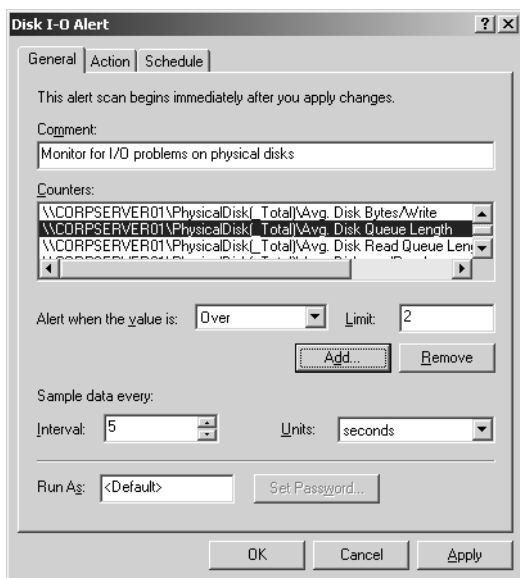 Disk I-O Alert
General Action Schedule
This alert scan begins immediately after you apply changes.
Comment:
Monitor for I/O problems on physical disks
Counters:
\\CORPSERVER01\PhysicalDisk(_Total)\Avg. Disk Bytes/Write
\\CORPSERVER01\PhysicalDisk(_Total)\Avg. Disk Queue Length
\\CORPSERVER01\PhysicalDisk(_Total)\Avg. Disk Read Queue Len
Alert when the value is: Over Limit: 2
Add... Remove
Sample data every:
Interval: 5 Units: seconds
Run As: <Default> Set Password...
OK Cancel Apply